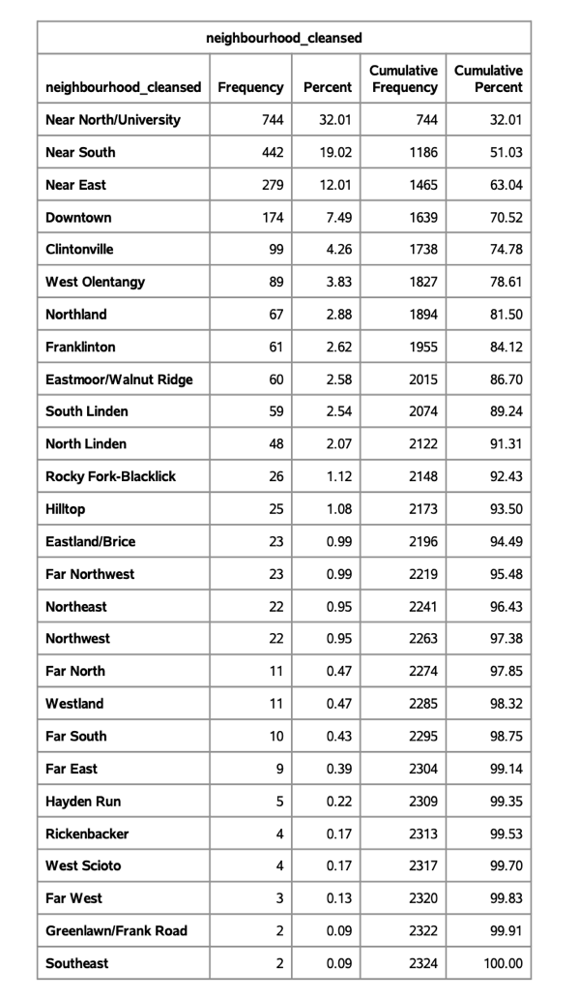 neighbourhood_cleansed
neighbourhood_cleansed Frequency Percent Cumulative Frequency Cumulative Percent
Near North/University 744 32.01 744 32.01
Near South 442 19.02 1186 51.03
Near East 279 12.01 1465 63.04
Downtown 174 7.49 1639 70.52
Clintonville 99 4.26 1738 74.78
West Olentangy 89 3.83 1827 78.61
Northland 67 2.88 1894 81.50
Franklinton 61 2.62 1955 84.12
Eastmoor/Walnut Ridge 60 2.58 2015 86.70
South Linden 59 2.54 2074 89.24
North Linden 48 2.07 2122 91.31
Rocky Fork-Blacklick 26 1.12 2148 92.43
Hilltop 25 1.08 2173 93.50
Eastland/Brice 23 0.99 2196 94.49
Far Northwest 23 0.99 2219 95.48
Northeast 22 0.95 2241 96.43
Northwest 22 0.95 2263 97.38
Far North 11 0.47 2274 97.85
Westland 11 0.47 2285 98.32
Far South 10 0.43 2295 98.75
Far East 9 0.39 2304 99.14
Hayden Run 5 0.22 2309 99.35
Rickenbacker 4 0.17 2313 99.53
West Scioto 4 0.17 2317 99.70
Far West 3 0.13 2320 99.83
Greenlawn/Frank Road 2 0.09 2322 99.91
Southeast 2 0.09 2324 100.00